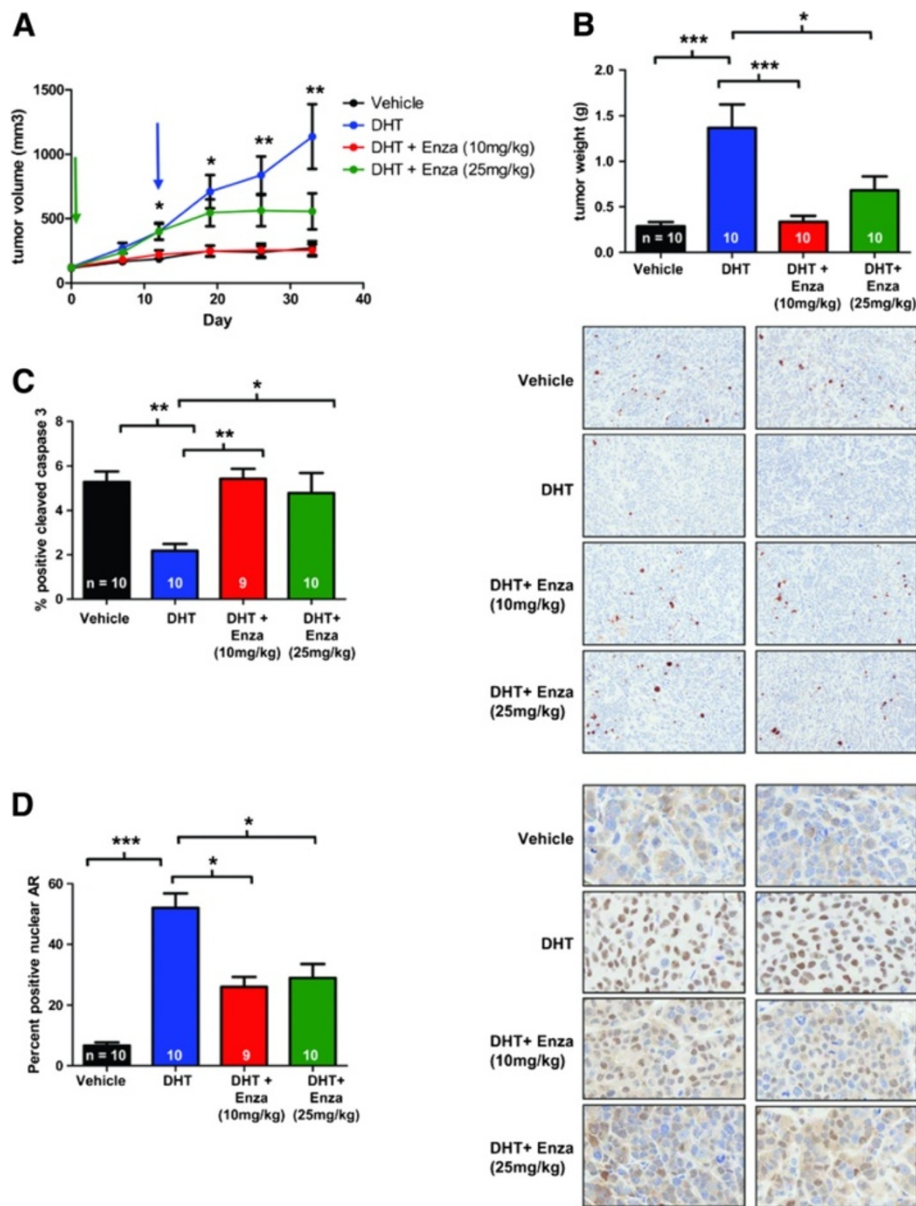 A
tumor volume (mm3)
1500
1000
500
0
0
10
20
30
40
Day
*
*
**
**
Vehicle
DHT
DHT + Enza (10mg/kg)
DHT + Enza (25mg/kg)
B
*
***
***
tumor weight (g)
2.0
1.5
1.0
0.5
0.0
n = 10
10
10
10
Vehicle
DHT
DHT +
Enza
(10mg/kg)
DHT+
Enza
(25mg/kg)
C
*
**
**
% positive cleaved caspase 3
8
6
4
2
0
n = 10
10
9
10
Vehicle
DHT
DHT +
Enza
(10mg/kg)
DHT+
Enza
(25mg/kg)
Vehicle
DHT
DHT+ Enza
(10mg/kg)
DHT+ Enza
(25mg/kg)
D
*
***
*
Percent positive nuclear AR
60
40
20
0
n = 10
10
9
10
Vehicle
DHT
DHT +
Enza
(10mg/kg)
DHT+
Enza
(25mg/kg)
Vehicle
DHT
DHT+ Enza
(10mg/kg)
DHT+ Enza
(25mg/kg)